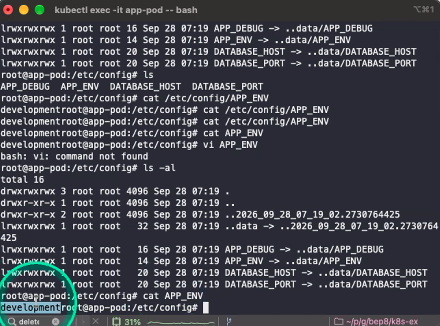 kubectl exec -it app-pod -- bash
⌥⌘1
lrwxrwxrwx 1 root root 16 Sep 28 07:19 APP_DEBUG -> ..data/APP_DEBUG
lrwxrwxrwx 1 root root 14 Sep 28 07:19 APP_ENV -> ..data/APP_ENV
lrwxrwxrwx 1 root root 20 Sep 28 07:19 DATABASE_HOST -> ..data/DATABASE_HOST
lrwxrwxrwx 1 root root 20 Sep 28 07:19 DATABASE_PORT -> ..data/DATABASE_PORT
root@app-pod:/etc/config# ls
APP_DEBUG APP_ENV DATABASE_HOST DATABASE_PORT
root@app-pod:/etc/config# cat /etc/config/APP_ENV
developmentroot@app-pod:/etc/config# cat /etc/config/APP_ENV
developmentroot@app-pod:/etc/config# cat APP_ENV
developmentroot@app-pod:/etc/config# vi APP_ENV
bash: vi: command not found
root@app-pod:/etc/config# ls -al
total 16
drwxrwxrwx 3 root root 4096 Sep 28 07:19 .
drwxr-xr-x 1 root root 4096 Sep 28 07:19 ..
drwxr-xr-x 2 root root 4096 Sep 28 07:19 ..2026_09_28_07_19_02.2730764425
lrwxrwxrwx 1 root root 32 Sep 28 07:19 ..data -> ..2026_09_28_07_19_02.2730764
425
lrwxrwxrwx 1 root root 16 Sep 28 07:19 APP_DEBUG -> ..data/APP_DEBUG
lrwxrwxrwx 1 root root 14 Sep 28 07:19 APP_ENV -> ..data/APP_ENV
lrwxrwxrwx 1 root root 20 Sep 28 07:19 DATABASE_HOST -> ..data/DATABASE_HOST
lrwxrwxrwx 1 root root 20 Sep 28 07:19 DATABASE_PORT -> ..data/DATABASE_PORT
root@app-pod:/etc/config# cat APP_ENV
developmentroot@app-pod:/etc/config#
delete 31% ~/p/g/bep8/k8s-ex